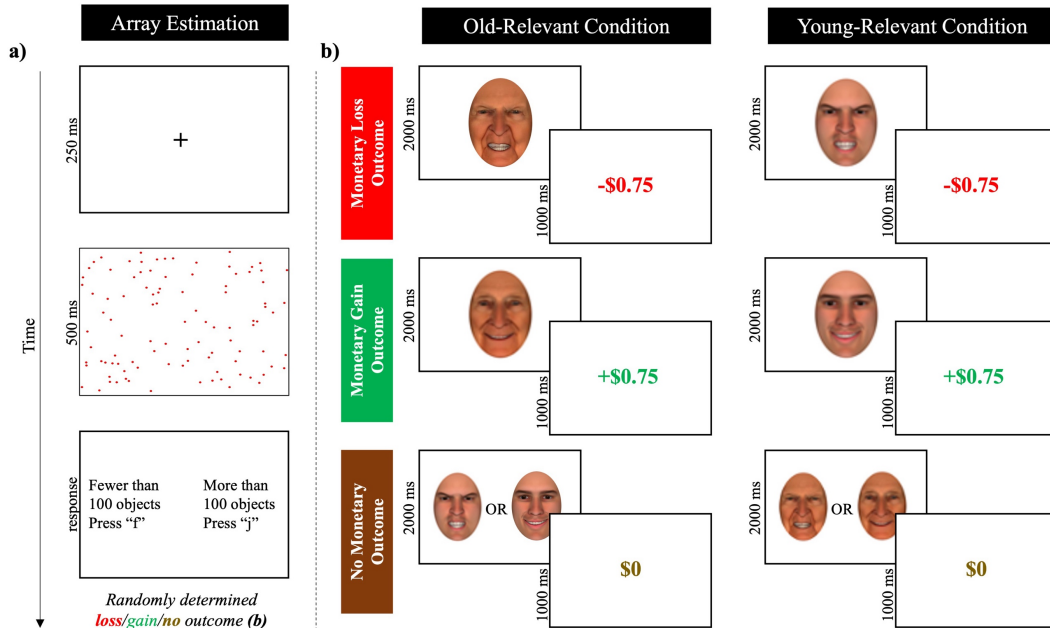 Array Estimation
a)
Time
250 ms
+
500 ms
response
Fewer than
100 objects
Press “f”
More than
100 objects
Press “j”
Randomly determined
loss/gain/no outcome (b)
b)
Old-Relevant Condition
Young-Relevant Condition
Monetary Loss
Outcome
2000 ms
1000 ms
-$0.75
2000 ms
1000 ms
-$0.75
Monetary Gain
Outcome
2000 ms
1000 ms
+$0.75
2000 ms
1000 ms
+$0.75
No Monetary
Outcome
2000 ms
OR
1000 ms
$0
2000 ms
OR
1000 ms
$0